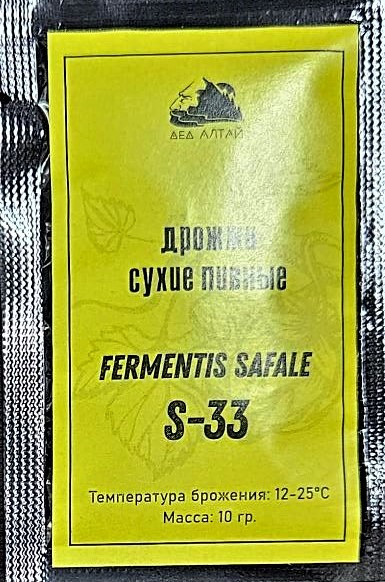 ДЕД АЛТАЙ
дрожжи
сухие пивные
FERMENTIS SAFALE
S-33
Температура брожения: 12-25°С
Масса: 10 гр.